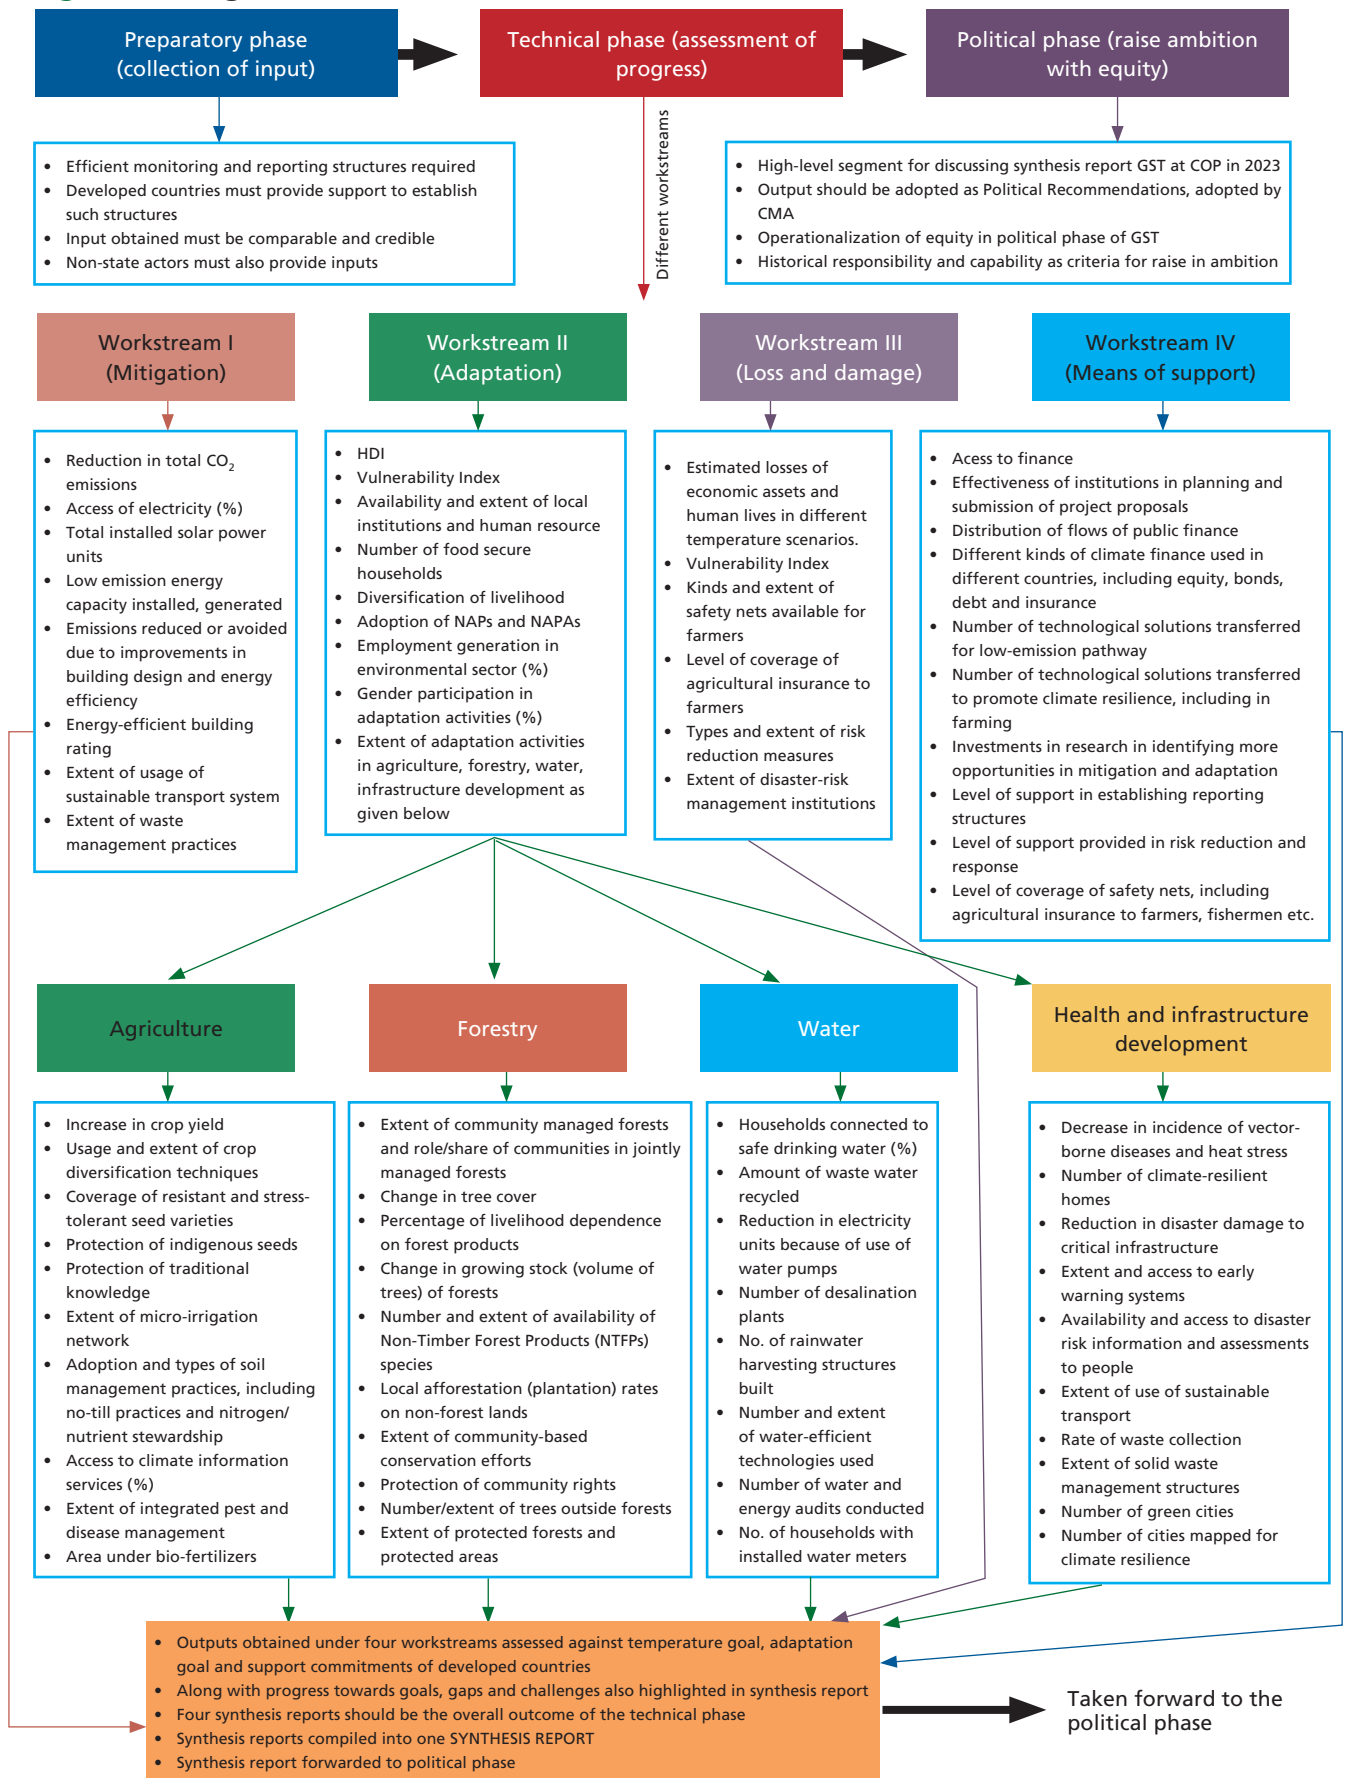 Preparatory phase
(collection of input)
Technical phase (assessment of
progress)
Political phase (raise ambition
with equity)
• Efficient monitoring and reporting structures required
• Developed countries must provide support to establish
such structures
• Input obtained must be comparable and credible
• Non-state actors must also provide inputs
Different workstreams
• High-level segment for discussing synthesis report GST at COP in 2023
• Output should be adopted as Political Recommendations, adopted by
CMA
• Operationalization of equity in political phase of GST
• Historical responsibility and capability as criteria for raise in ambition
Workstream I
(Mitigation)
Workstream II
(Adaptation)
Workstream III
(Loss and damage)
Workstream IV
(Means of support)
• Reduction in total CO₂
emissions
• Access of electricity (%)
• Total installed solar power
units
• Low emission energy
capacity installed, generated
• Emissions reduced or avoided
due to improvements in
building design and energy
efficiency
• Energy-efficient building
rating
• Extent of usage of
sustainable transport system
• Extent of waste
management practices
• HDI
• Vulnerability Index
• Availability and extent of local
institutions and human resource
• Number of food secure
households
• Diversification of livelihood
• Adoption of NAPs and NAPAs
• Employment generation in
environmental sector (%)
• Gender participation in
adaptation activities (%)
• Extent of adaptation activities
in agriculture, forestry, water,
infrastructure development as
given below
• Estimated losses of
economic assets and
human lives in different
temperature scenarios.
• Vulnerability Index
• Kinds and extent of
safety nets available for
farmers
• Level of coverage of
agricultural insurance to
farmers
• Types and extent of risk
reduction measures
• Extent of disaster-risk
management institutions
• Acess to finance
• Effectiveness of institutions in planning and
submission of project proposals
• Distribution of flows of public finance
• Different kinds of climate finance used in
different countries, including equity, bonds,
debt and insurance
• Number of technological solutions transferred
for low-emission pathway
• Number of technological solutions transferred
to promote climate resilience, including in
farming
• Investments in research in identifying more
opportunities in mitigation and adaptation
• Level of support in establishing reporting
structures
• Level of support provided in risk reduction and
response
• Level of coverage of safety nets, including
agricultural insurance to farmers, fishermen etc.
Agriculture
Forestry
Water
Health and infrastructure
development
• Increase in crop yield
• Usage and extent of crop
diversification techniques
• Coverage of resistant and stress-
tolerant seed varieties
• Protection of indigenous seeds
• Protection of traditional
knowledge
• Extent of micro-irrigation
network
• Adoption and types of soil
management practices, including
no-till practices and nitrogen/
nutrient stewardship
• Access to climate information
services (%)
• Extent of integrated pest and
disease management
• Area under bio-fertilizers
• Extent of community managed forests
and role/share of communities in jointly
managed forests
• Change in tree cover
• Percentage of livelihood dependence
on forest products
• Change in growing stock (volume of
trees) of forests
• Number and extent of availability of
Non-Timber Forest Products (NTFPs)
species
• Local afforestation (plantation) rates
on non-forest lands
• Extent of community-based
conservation efforts
• Protection of community rights
• Number/extent of trees outside forests
• Extent of protected forests and
protected areas
• Households connected to
safe drinking water (%)
• Amount of waste water
recycled
• Reduction in electricity
units because of use of
water pumps
• Number of desalination
plants
• No. of rainwater
harvesting structures
built
• Number and extent
of water-efficient
technologies used
• Number of water and
energy audits conducted
• No. of households with
installed water meters
• Decrease in incidence of vector-
borne diseases and heat stress
• Number of climate-resilient
homes
• Reduction in disaster damage to
critical infrastructure
• Extent and access to early
warning systems
• Availability and access to disaster
risk information and assessments
to people
• Extent of use of sustainable
transport
• Rate of waste collection
• Extent of solid waste
management structures
• Number of green cities
• Number of cities mapped for
climate resilience
• Outputs obtained under four workstreams assessed against temperature goal, adaptation
goal and support commitments of developed countries
• Along with progress towards goals, gaps and challenges also highlighted in synthesis report
• Four synthesis reports should be the overall outcome of the technical phase
• Synthesis reports compiled into one SYNTHESIS REPORT
• Synthesis report forwarded to political phase
Taken forward to the
political phase